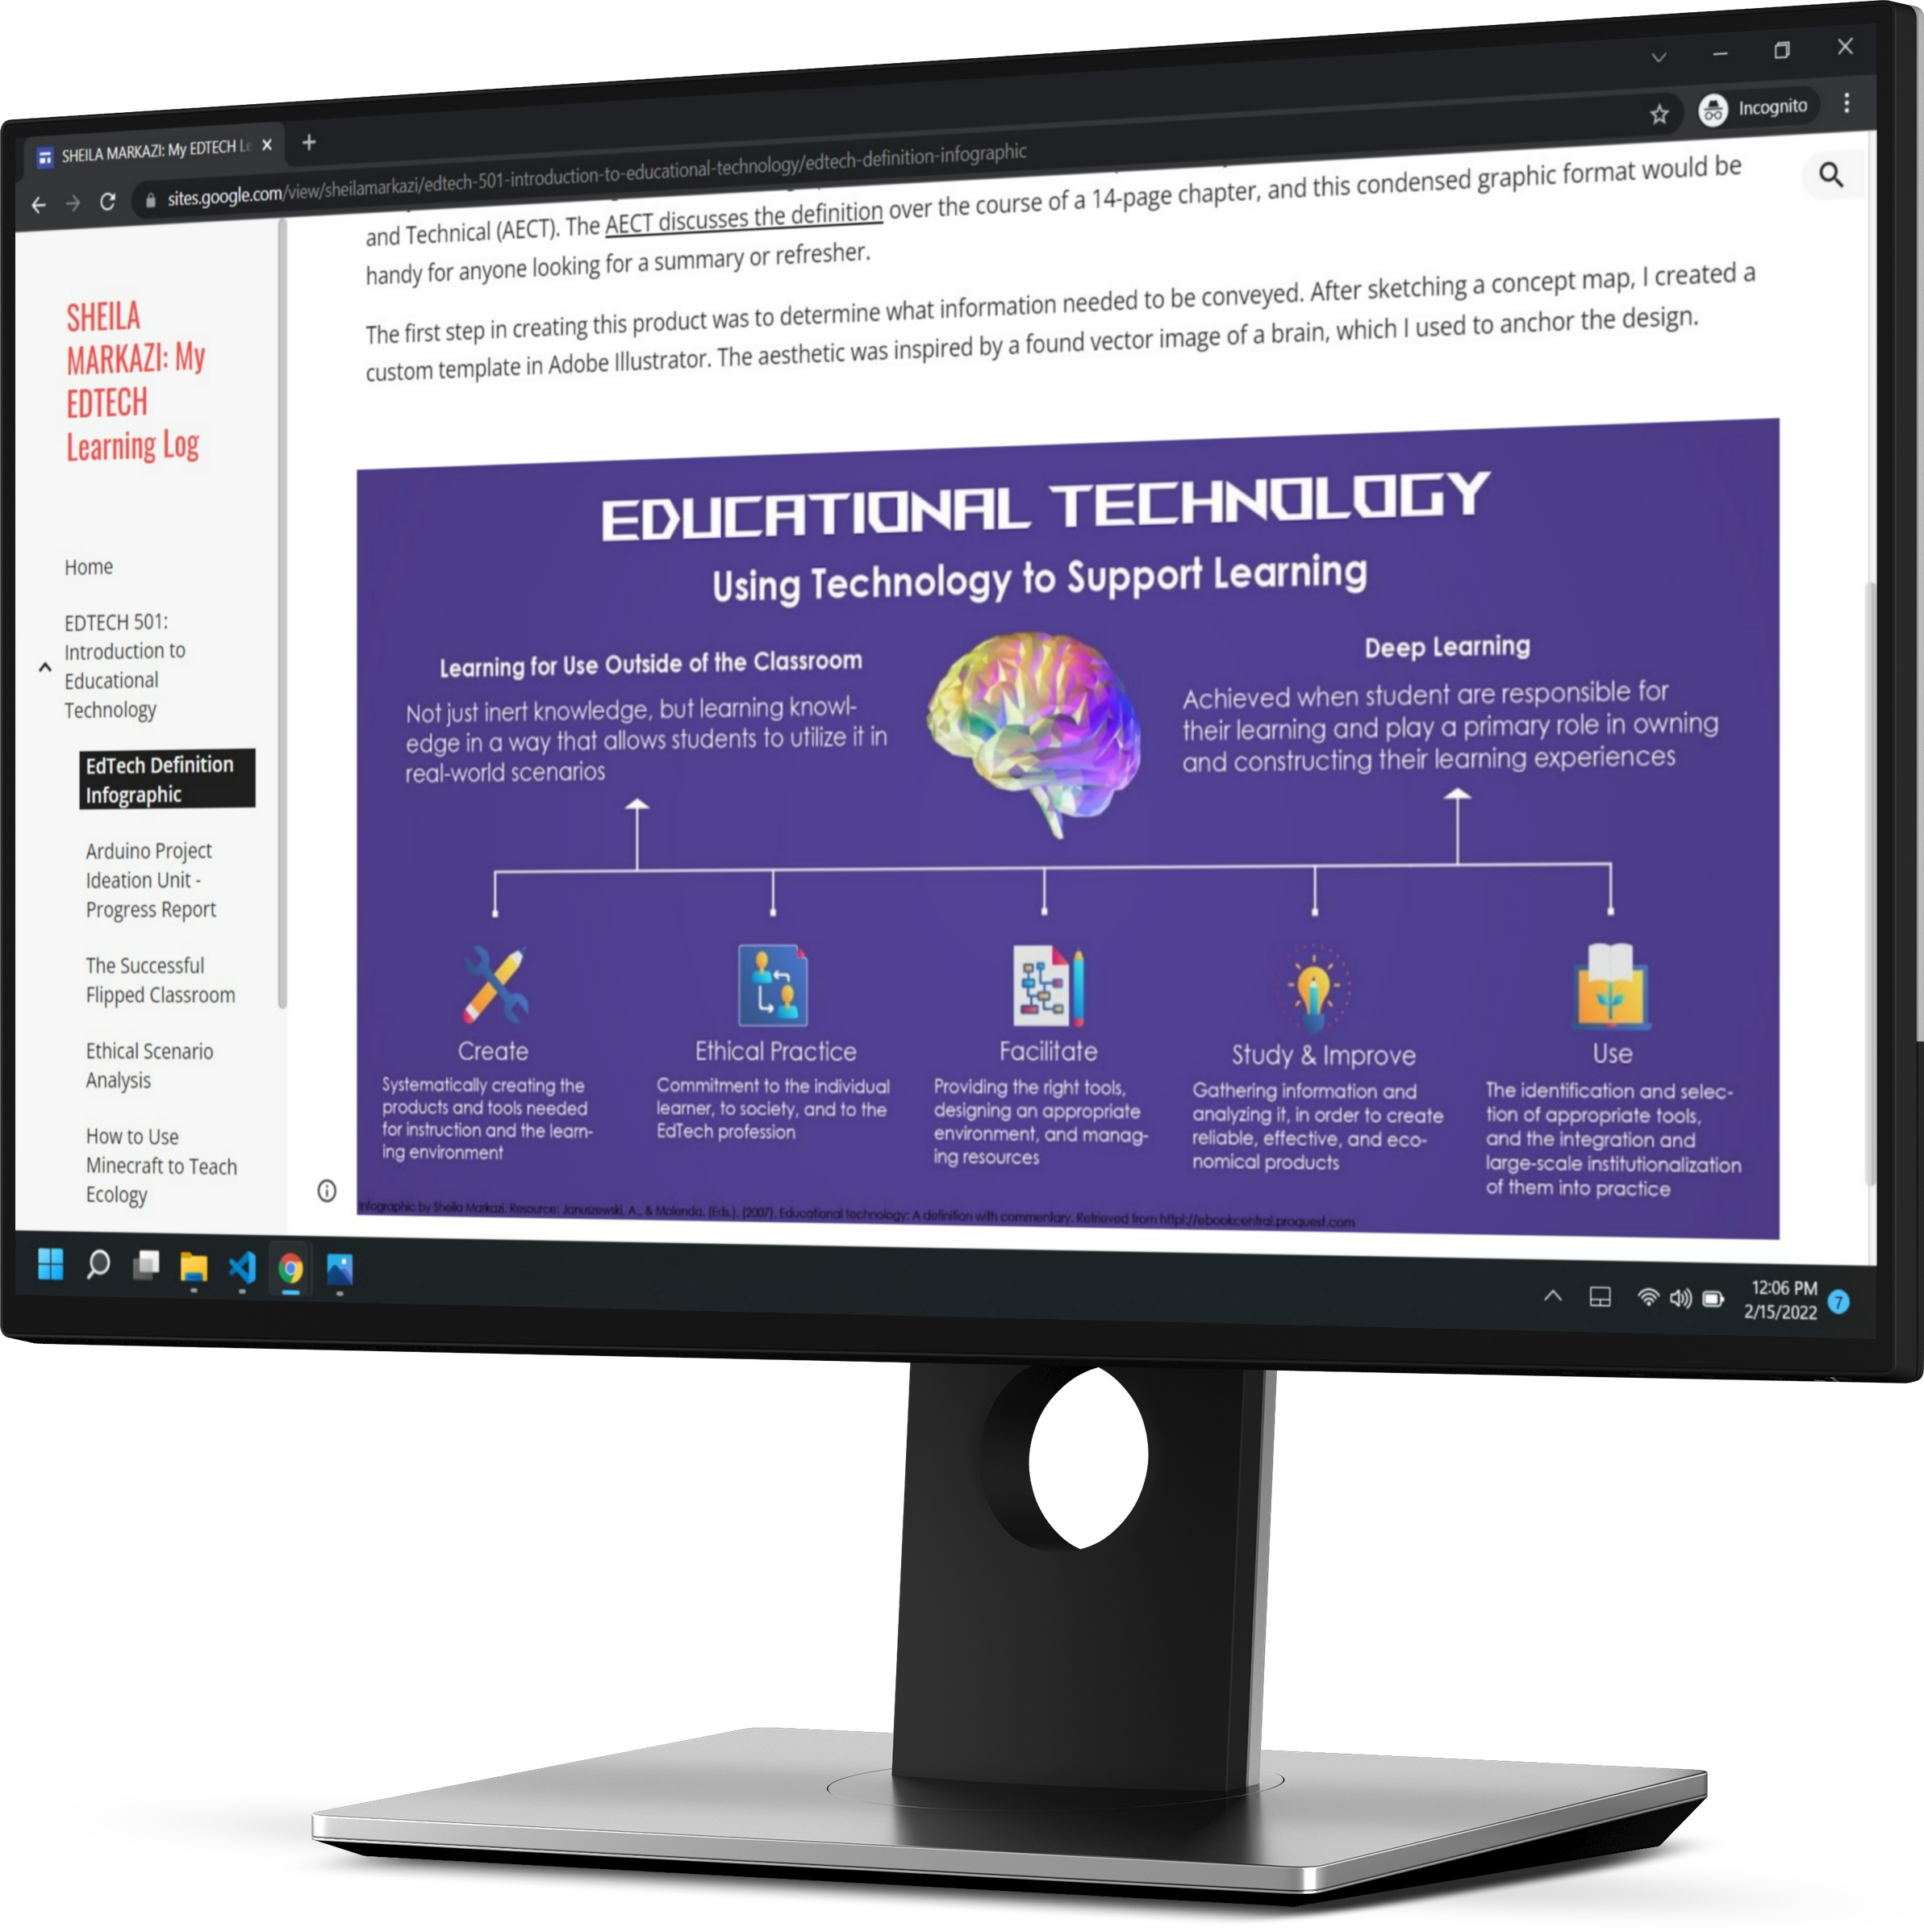 SHEILA MARKAZI: My EDTECH Le
Incognito
sites.google.com/view/sheilamarkazi/edtech-501-introduction-to-educational-technology/edtech-definition-infographic
SHEILA
MARKAZI: My
EDTECH
Learning Log
Home
EDTECH 501:
Introduction to
Educational
Technology
EdTech Definition
Infographic
Arduino Project
Ideation Unit -
Progress Report
The Successful
Flipped Classroom
Ethical Scenario
Analysis
How to Use
Minecraft to Teach
Ecology
and Technical (AECT). The AECT discusses the definition over the course of a 14-page chapter, and this condensed graphic format would be
handy for anyone looking for a summary or refresher.
The first step in creating this product was to determine what information needed to be conveyed. After sketching a concept map, I created a
custom template in Adobe Illustrator. The aesthetic was inspired by a found vector image of a brain, which I used to anchor the design.
EDUCATIONAL TECHNOLOGY
Using Technology to Support Learning
Learning for Use Outside of the Classroom
Not just inert knowledge, but learning knowl-
edge in a way that allows students to utilize it in
real-world scenarios
Deep Learning
Achieved when student are responsible for
their learning and play a primary role in owning
and constructing their learning experiences
Create
Systematically creating the
products and tools needed
for instruction and the learn-
ing environment
Ethical Practice
Commitment to the individual
learner, to society, and to the
EdTech profession
Facilitate
Providing the right tools,
designing an appropriate
environment, and manag-
ing resources
Study & Improve
Gathering information and
analyzing it, in order to create
reliable, effective, and eco-
nomical products
Use
The identification and selec-
tion of appropriate tools,
and the integration and
large-scale institutionalization
of them into practice
Infographic by Sheila Markazi. Resource: Januszewski, A., & Molenda. (Eds.). (2007). Educational technology: A definition with commentary. Retrieved from http://ebookcentral.proquest.com
12:06 PM
2/15/2022
7